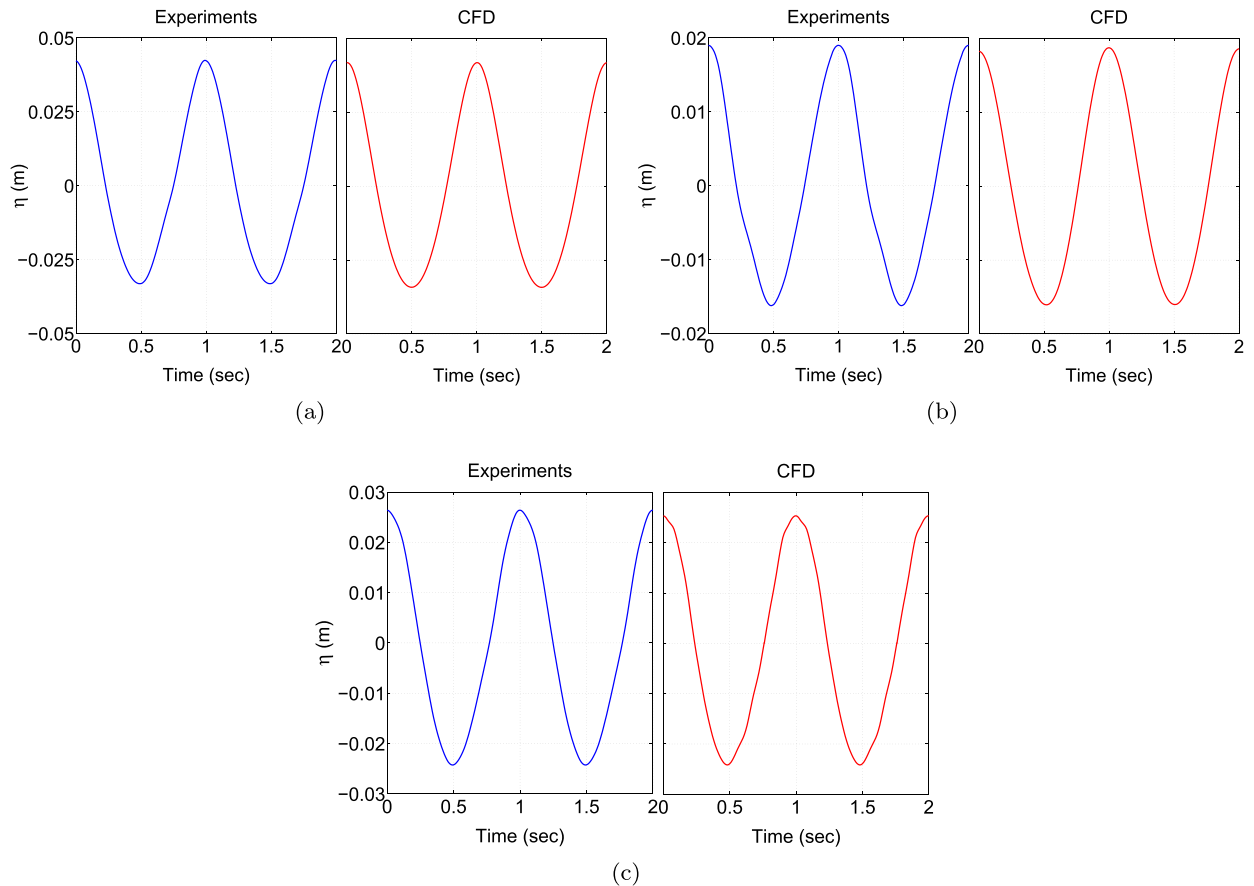 Experiments CFD Experiments CFD
0.05 0.02
0.025 0.01
η (m) 0 η (m) 0
−0.025 −0.01
−0.05 −0.02
0 0.5 1 1.5 20 0.5 1 1.5 2 0 0.5 1 1.5 20 0.5 1 1.5 2
Time (sec) Time (sec) Time (sec) Time (sec)
(a) (b)
Experiments CFD
0.03
0.02
0.01
η (m) 0
−0.01
−0.02
−0.03
0 0.5 1 1.5 20 0.5 1 1.5 2
Time (sec) Time (sec)
(c)